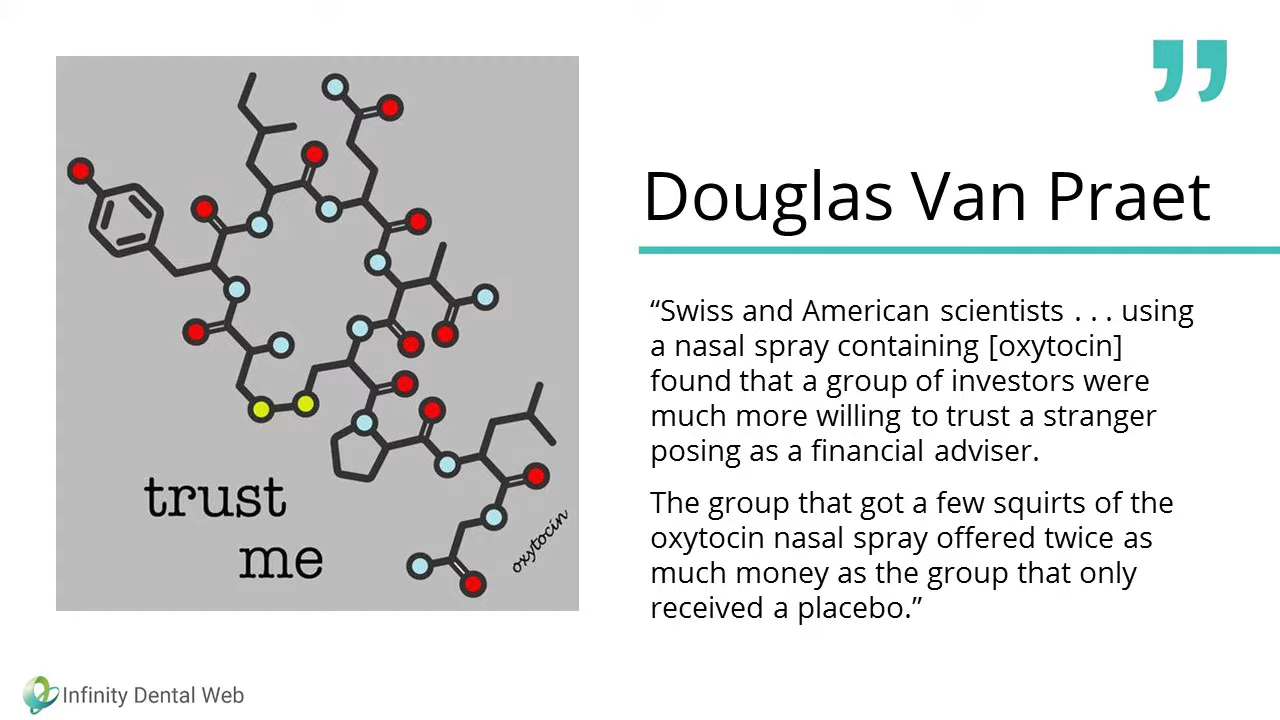 ”
Douglas Van Praet
“Swiss and American scientists . . . using
a nasal spray containing [oxytocin]
found that a group of investors were
much more willing to trust a stranger
posing as a financial adviser.
The group that got a few squirts of the
oxytocin nasal spray offered twice as
much money as the group that only
received a placebo.”
trust
me
oxytocin
Infinity Dental Web